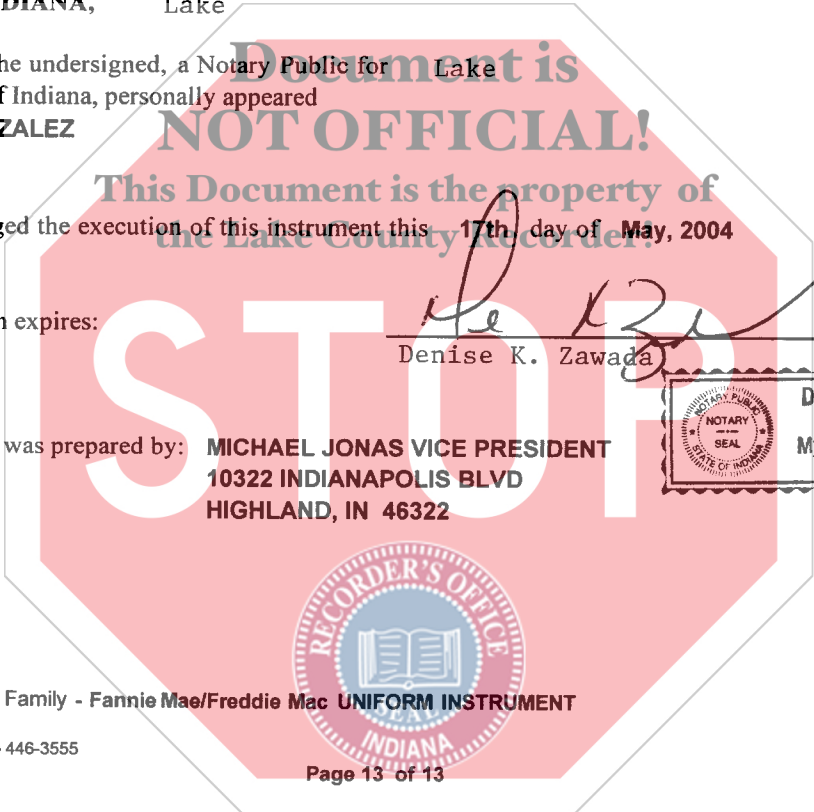 DIANA, Lake
he undersigned, a Notary Public for Lake
f Indiana, personally appeared
ZALEZ
Document is
NOT OFFICIAL!
This Document is the property of
the Lake County Recorder!
ged the execution of this instrument this 17th day of May, 2004
n expires:
Denise K. Zawada
STOP
NOTARY PUBLIC
NOTARY
SEAL
STATE OF INDIANA
D
M
was prepared by: MICHAEL JONAS VICE PRESIDENT
10322 INDIANAPOLIS BLVD
HIGHLAND, IN 46322
RECORDER'S OFFICE
SEAL
INDIANA
Family - Fannie Mae/Freddie Mac UNIFORM INSTRUMENT
446-3555
Page 13 of 13